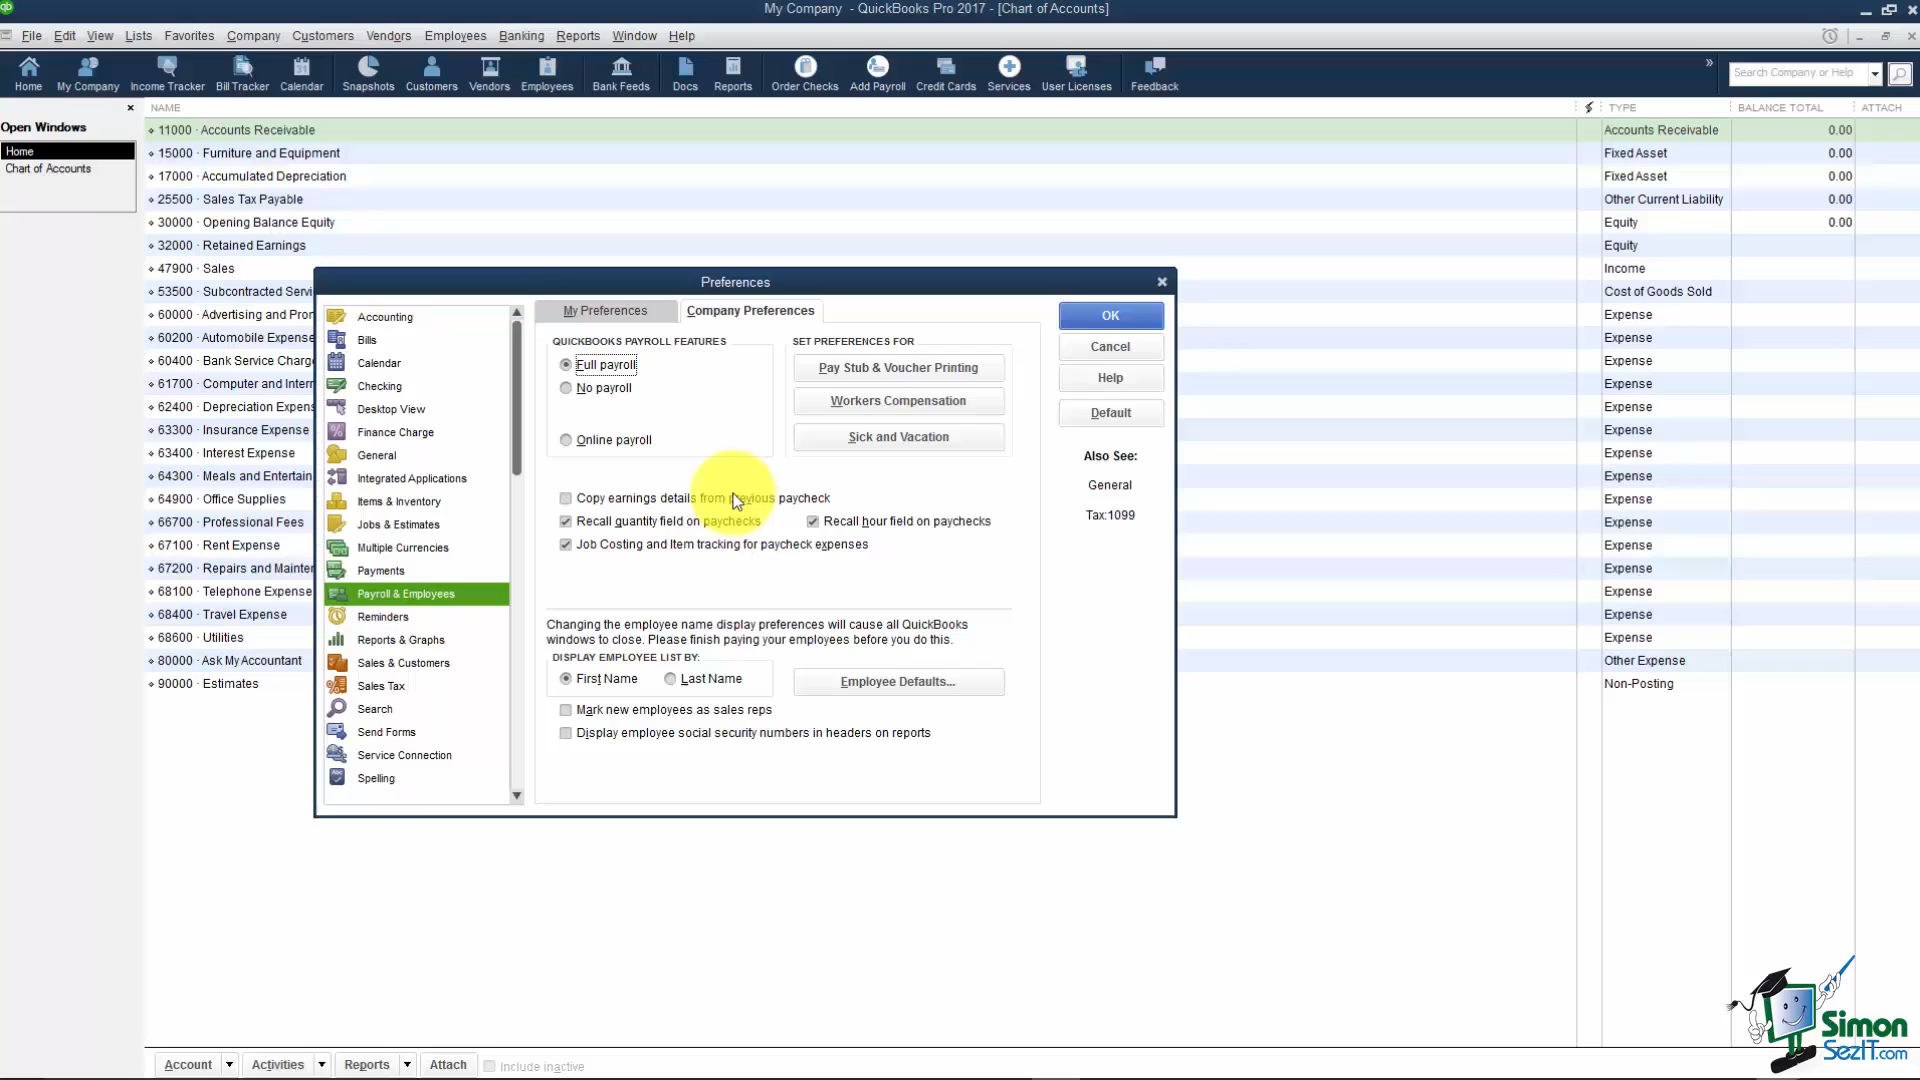 My Company - QuickBooks Pro 2017 - [Chart of Accounts]
File Edit View Lists Favorites Company Customers Vendors Employees Banking Reports Window Help
Home My Company Income Tracker Bill Tracker Calendar Snapshots Customers Vendors Employees Bank Feeds Docs Reports Order Checks Add Payroll Credit Cards Services User Licenses Feedback
Search Company or Help
NAME TYPE BALANCE TOTAL ATTACH
Open Windows
Home
Chart of Accounts
11000 · Accounts Receivable Accounts Receivable 0.00
15000 · Furniture and Equipment Fixed Asset 0.00
17000 · Accumulated Depreciation Fixed Asset 0.00
25500 · Sales Tax Payable Other Current Liability 0.00
30000 · Opening Balance Equity Equity 0.00
32000 · Retained Earnings Equity
47900 · Sales Income
53500 · Subcontracted Servi Cost of Goods Sold
60000 · Advertising and Pror Expense
60200 · Automobile Expense Expense
60400 · Bank Service Charge Expense
61700 · Computer and Intern Expense
62400 · Depreciation Expens Expense
63300 · Insurance Expense Expense
63400 · Interest Expense Expense
64300 · Meals and Entertain Expense
64900 · Office Supplies Expense
66700 · Professional Fees Expense
67100 · Rent Expense Expense
67200 · Repairs and Mainter Expense
68100 · Telephone Expense Expense
68400 · Travel Expense Expense
68600 · Utilities Expense
80000 · Ask My Accountant Other Expense
90000 · Estimates Non-Posting
Preferences
Accounting
Bills
Calendar
Checking
Desktop View
Finance Charge
General
Integrated Applications
Items & Inventory
Jobs & Estimates
Multiple Currencies
Payments
Payroll & Employees
Reminders
Reports & Graphs
Sales & Customers
Sales Tax
Search
Send Forms
Service Connection
Spelling
My Preferences Company Preferences
QUICKBOOKS PAYROLL FEATURES
Full payroll
No payroll
Online payroll
SET PREFERENCES FOR
Pay Stub & Voucher Printing
Workers Compensation
Sick and Vacation
Copy earnings details from previous paycheck
Recall quantity field on paychecks Recall hour field on paychecks
Job Costing and Item tracking for paycheck expenses
Changing the employee name display preferences will cause all QuickBooks
windows to close. Please finish paying your employees before you do this.
DISPLAY EMPLOYEE LIST BY:
First Name Last Name
Employee Defaults...
Mark new employees as sales reps
Display employee social security numbers in headers on reports
OK
Cancel
Help
Default
Also See:
General
Tax:1099
Account Activities Reports Attach Include inactive
Simon
SezIT.com